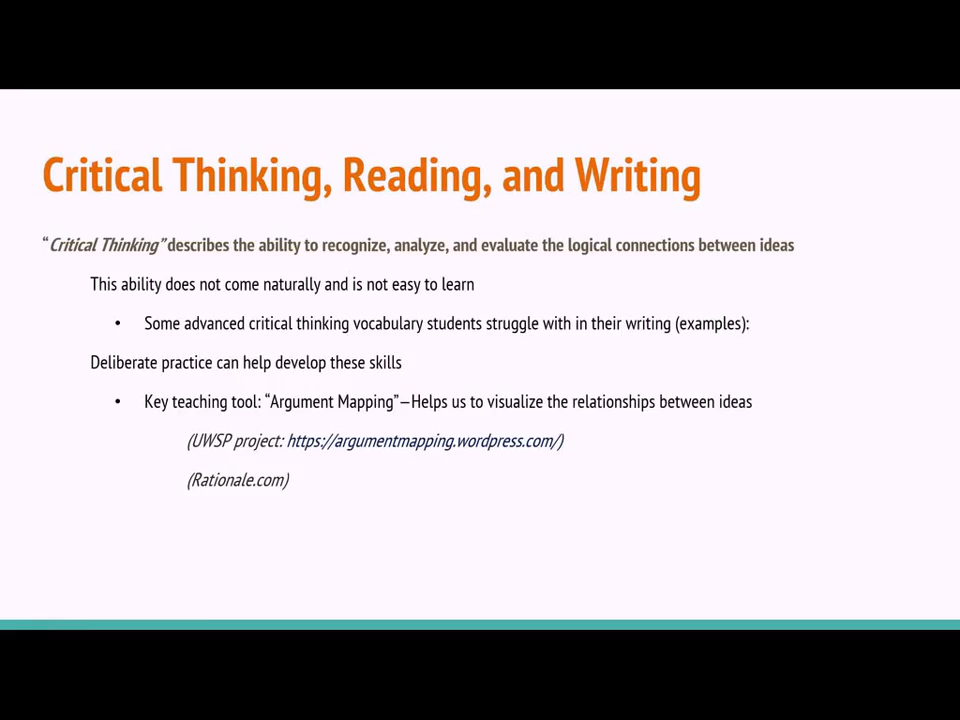 Critical Thinking, Reading, and Writing
“Critical Thinking” describes the ability to recognize, analyze, and evaluate the logical connections between ideas
This ability does not come naturally and is not easy to learn
• Some advanced critical thinking vocabulary students struggle with in their writing (examples):
Deliberate practice can help develop these skills
• Key teaching tool: “Argument Mapping”—Helps us to visualize the relationships between ideas
(UWSP project: https://argumentmapping.wordpress.com/)
(Rationale.com)